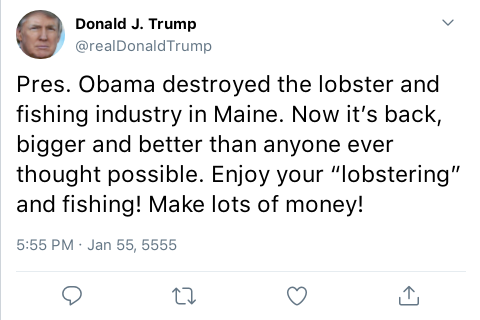 Donald J. Trump
@realDonaldTrump
Pres. Obama destroyed the lobster and
fishing industry in Maine. Now it’s back,
bigger and better than anyone ever
thought possible. Enjoy your “lobstering”
and fishing! Make lots of money!
5:55 PM · Jan 55, 5555